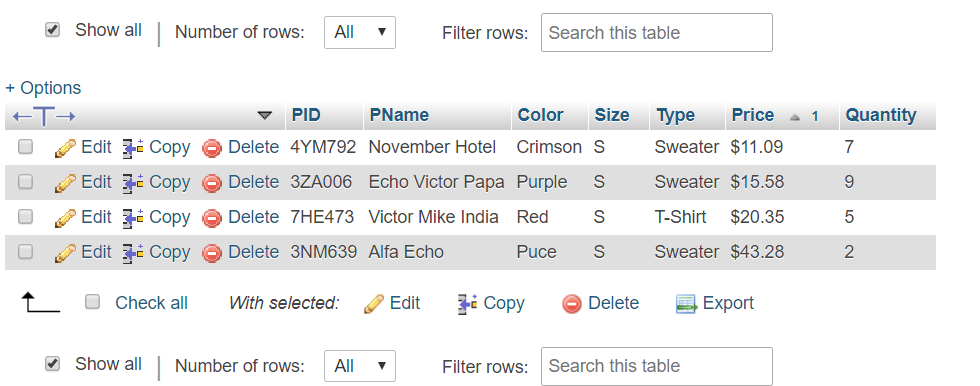 Show all | Number of rows: All Filter rows: Search this table
+ Options
PID PName Color Size Type Price 1 Quantity
Edit Copy Delete 4YM792 November Hotel Crimson S Sweater $11.09 7
Edit Copy Delete 3ZA006 Echo Victor Papa Purple S Sweater $15.58 9
Edit Copy Delete 7HE473 Victor Mike India Red S T-Shirt $20.35 5
Edit Copy Delete 3NM639 Alfa Echo Puce S Sweater $43.28 2
Check all With selected: Edit Copy Delete Export
Show all | Number of rows: All Filter rows: Search this table